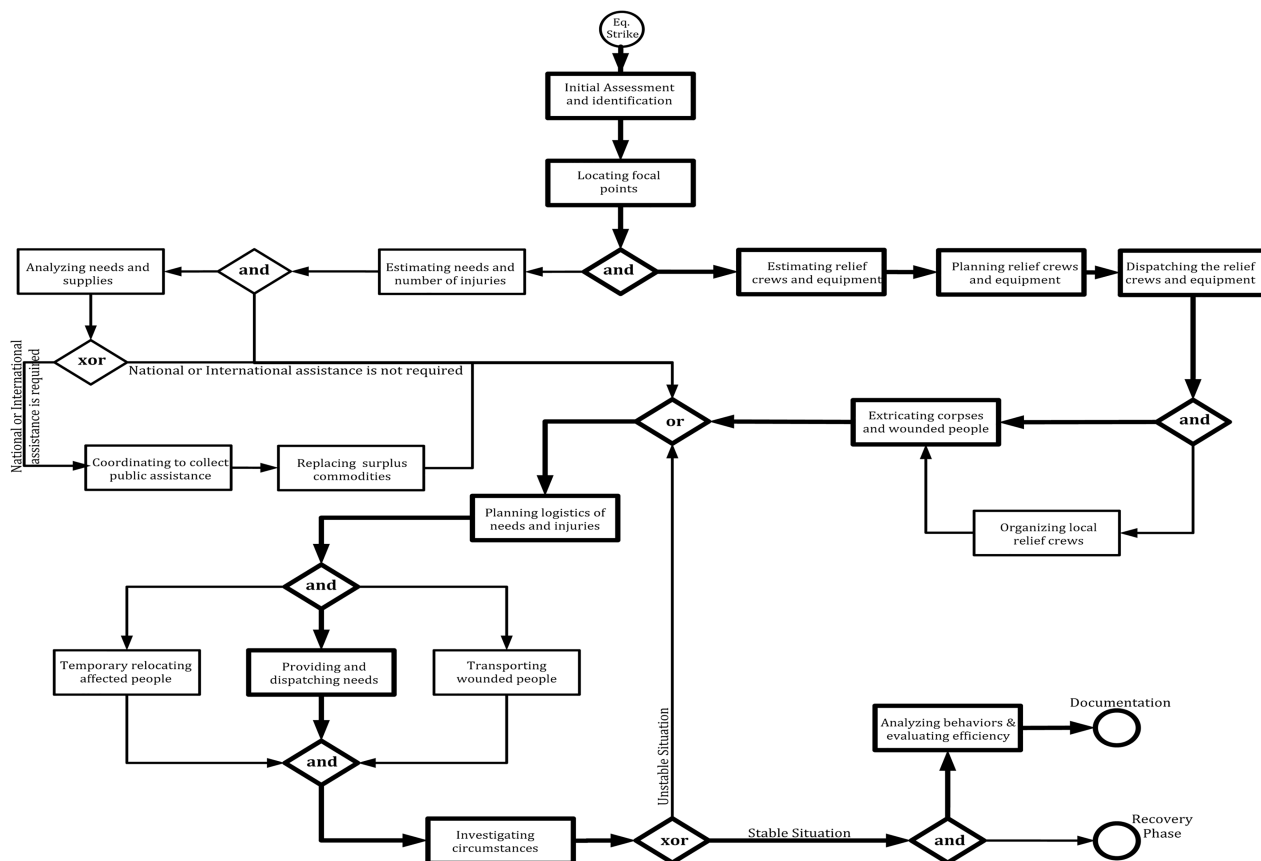 Eq.
Strike
Initial Assessment
and identification
Locating focal
points
and
Estimating needs and
number of injuries
and
Analyzing needs and
supplies
Estimating relief
crews and equipment
Planning relief crews
and equipment
Dispatching the relief
crews and equipment
xor
National or International
assistance is required
National or International assistance is not required
or
Extricating corpses
and wounded people
and
Coordinating to collect
public assistance
Replacing surplus
commodities
Planning logistics of
needs and injuries
Organizing local
relief crews
and
Temporary relocating
affected people
Providing and
dispatching needs
Transporting
wounded people
and
Unstable Situation
Analyzing behaviors &
evaluating efficiency
Documentation
Investigating
circumstances
xor
Stable Situation
and
Recovery
Phase